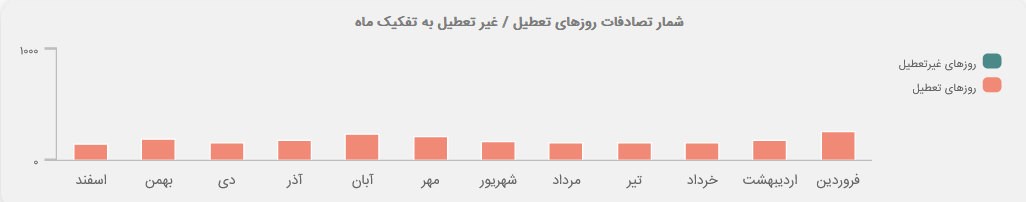 شمار تصادفات روزهای تعطیل / غیر تعطیل به تفکیک ماه
روزهای غیرتعطیل
روزهای تعطیل
۱۰۰۰
۰
فروردین اردیبهشت خرداد تیر مرداد شهریور مهر آبان آذر دی بهمن اسفند